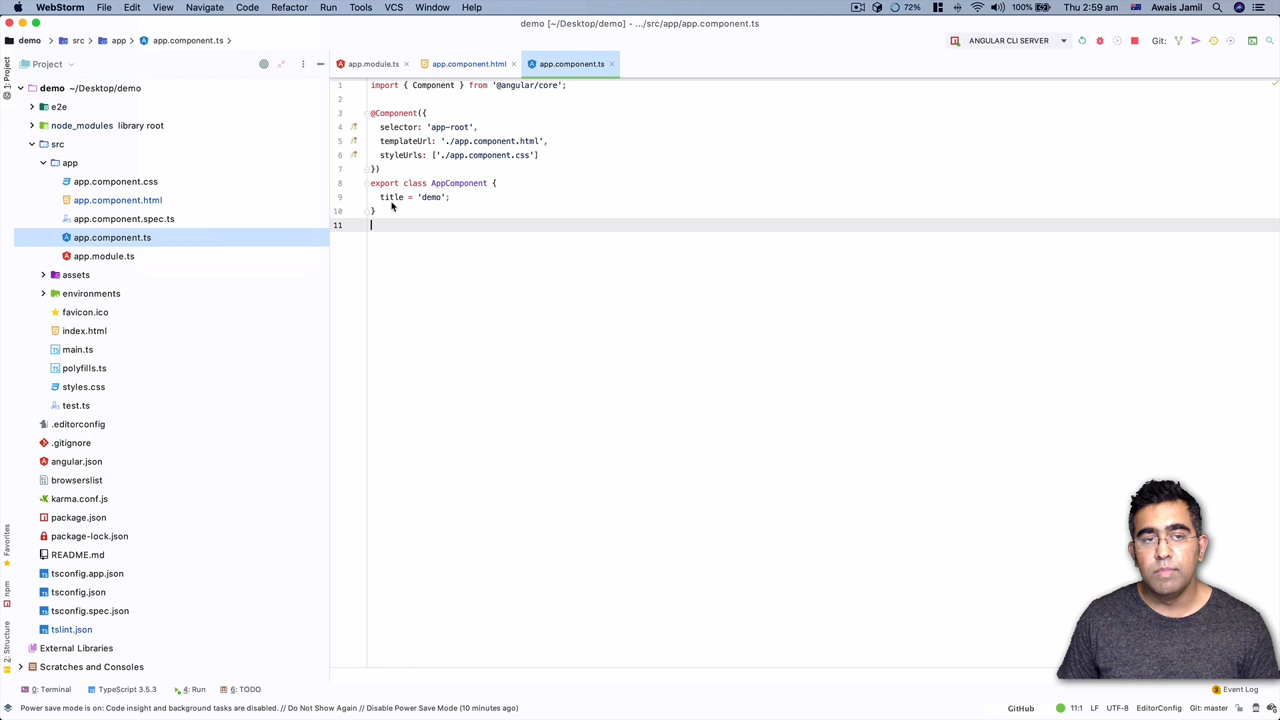 WebStorm File Edit View Navigate Code Refactor Run Tools VCS Window Help 72% 100% Thu 2:59 am Awais Jamil
demo [~/Desktop/demo] - .../src/app/app.component.ts
demo src app app.component.ts ANGULAR CLI SERVER Git:
Project
app.module.ts app.component.html app.component.ts
1: Project
demo ~/Desktop/demo
e2e
node_modules library root
src
app
app.component.css
app.component.html
app.component.spec.ts
app.component.ts
app.module.ts
assets
environments
favicon.ico
index.html
main.ts
polyfills.ts
styles.css
test.ts
.editorconfig
.gitignore
angular.json
browserslist
karma.conf.js
package.json
package-lock.json
README.md
tsconfig.app.json
tsconfig.json
tsconfig.spec.json
tslint.json
External Libraries
Scratches and Consoles
Favorites
npm
2: Structure
1 import { Component } from '@angular/core';
2
3 @Component({
4 selector: 'app-root',
5 templateUrl: './app.component.html',
6 styleUrls: ['./app.component.css']
7 })
8 export class AppComponent {
9 title = 'demo';
10 }
11
0: Terminal TypeScript 3.5.3 4: Run 6: TODO 3 Event Log
Power save mode is on: Code insight and background tasks are disabled. // Do Not Show Again // Disable Power Save Mode (10 minutes ago) GitHub 11:1 LF UTF-8 EditorConfig Git: master